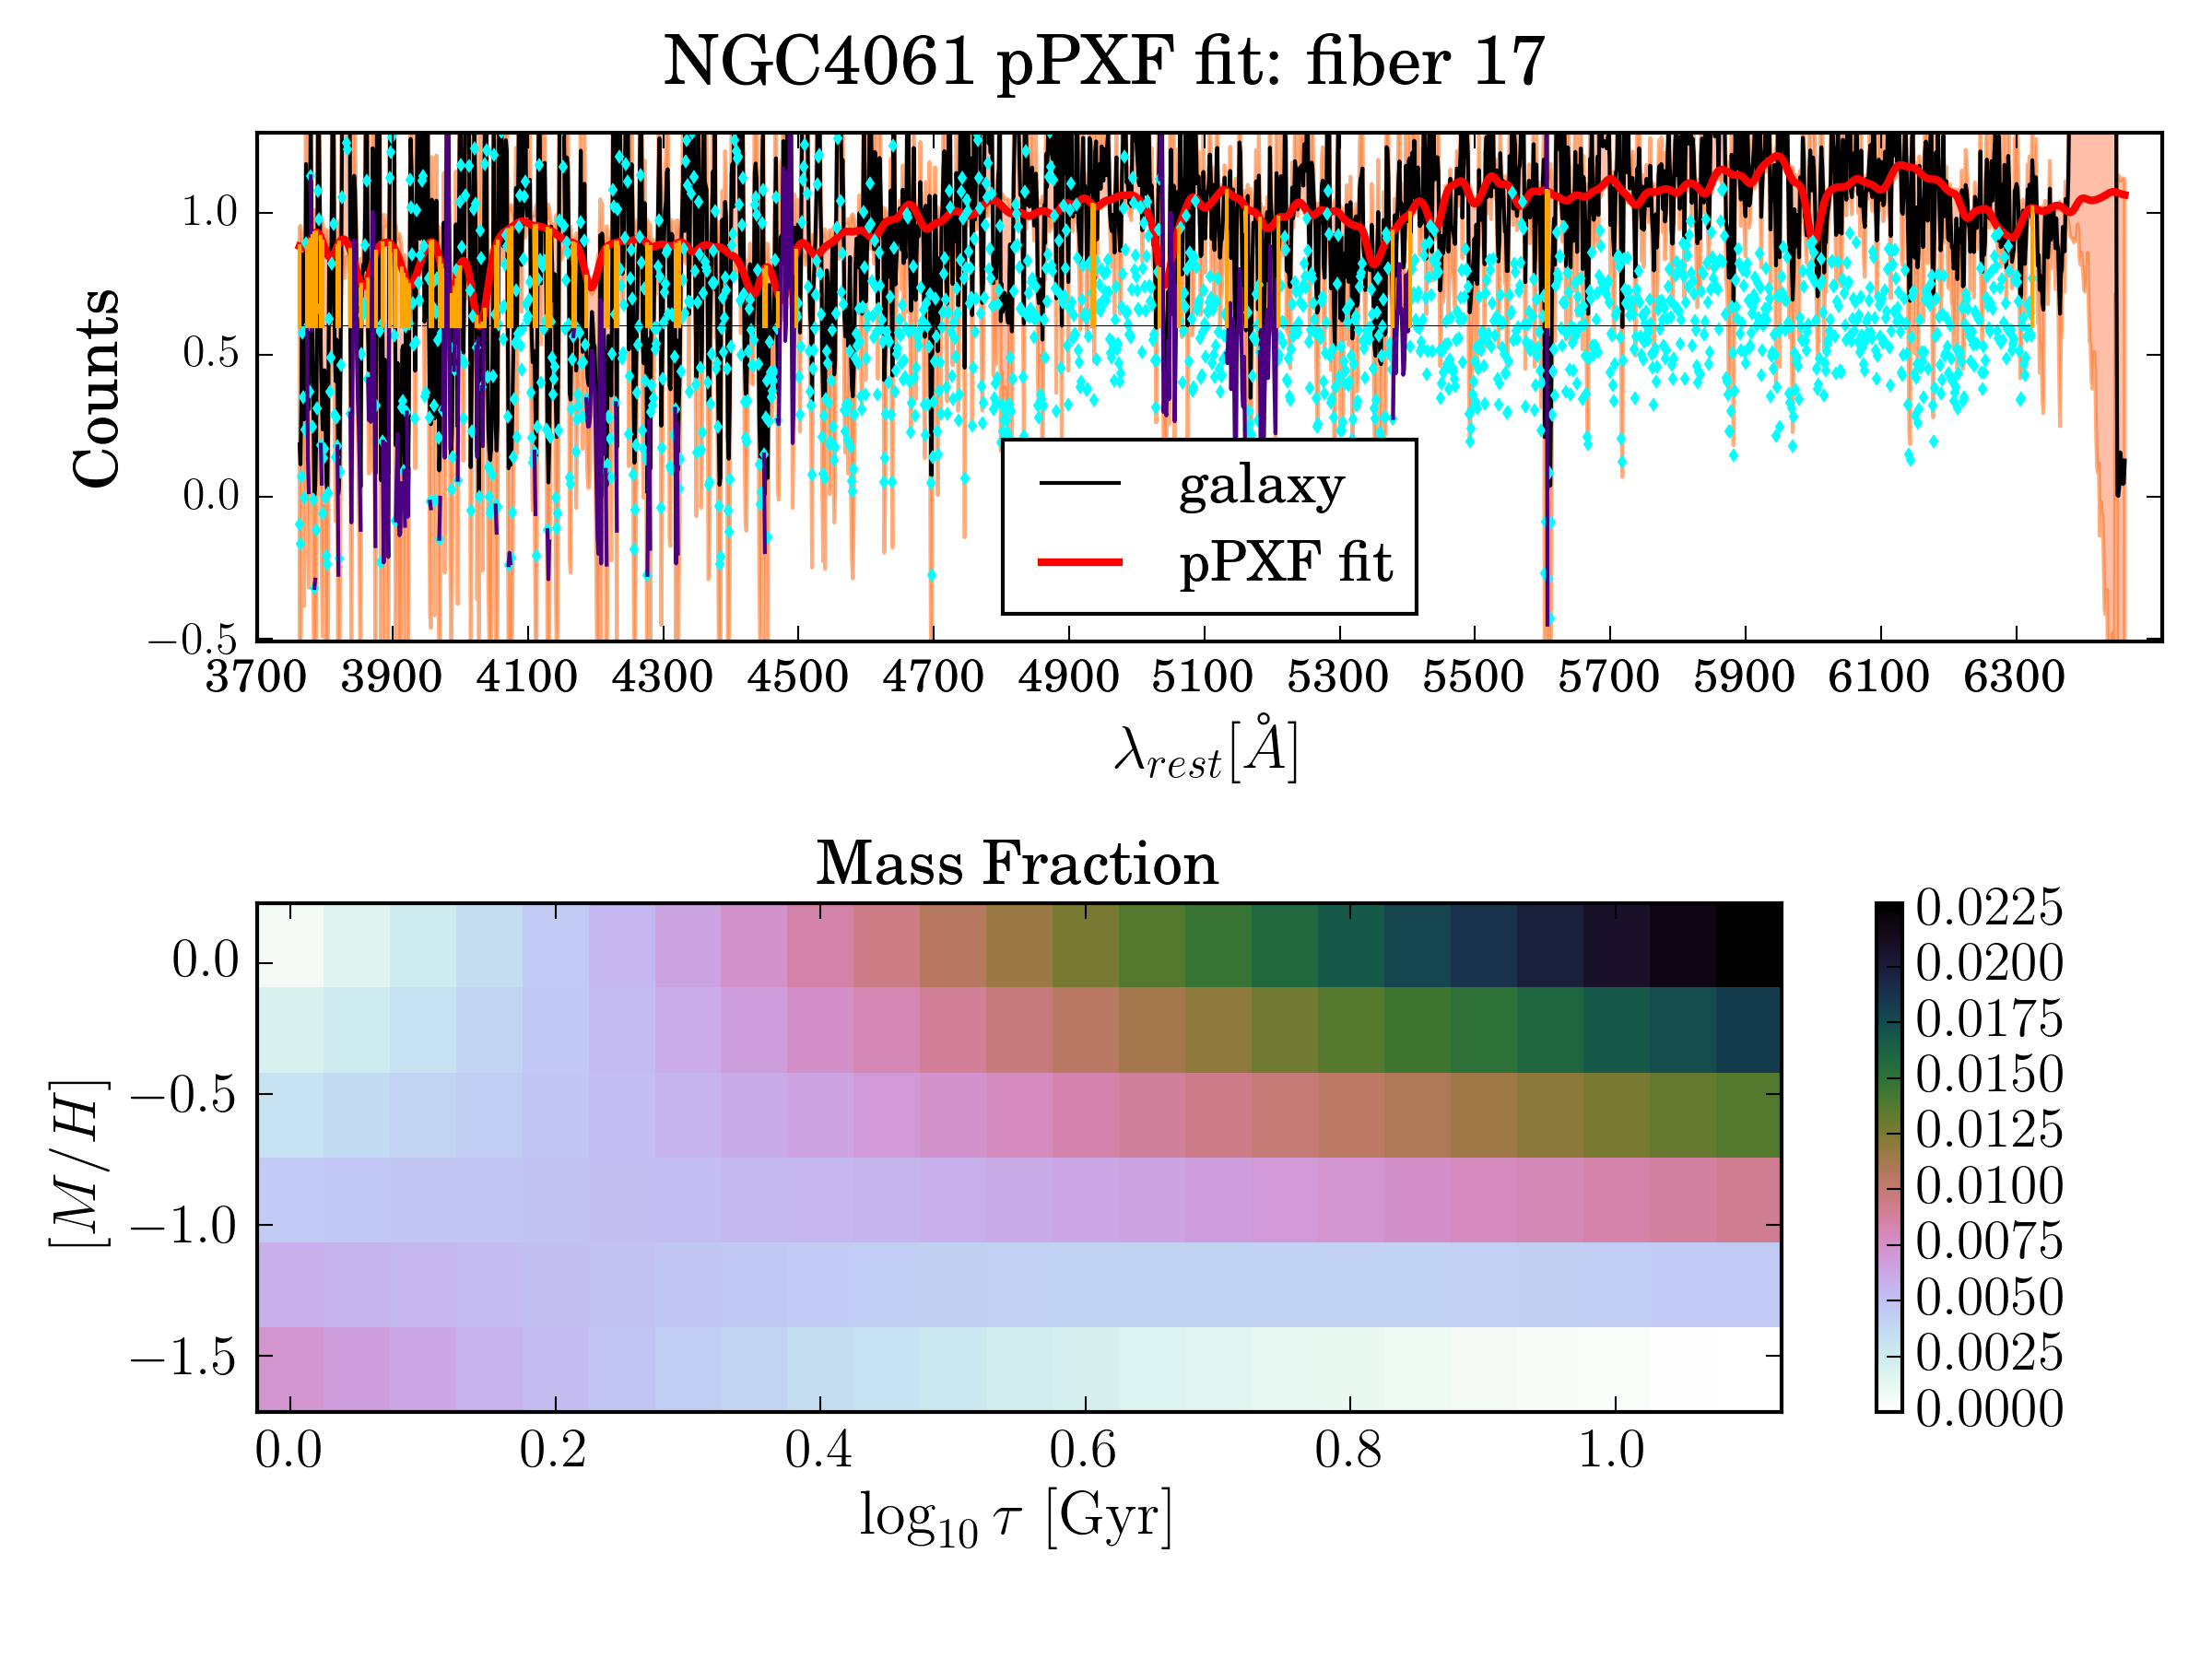 NGC4061 pPXF fit: fiber 17
Counts
1.0
0.5
0.0
−0.5
galaxy
pPXF fit
3700 3900 4100 4300 4500 4700 4900 5100 5300 5500 5700 5900 6100 6300
λrest[Å]
Mass Fraction
[M/H]
0.0
−0.5
−1.0
−1.5
0.0 0.2 0.4 0.6 0.8 1.0
log10 τ [Gyr]
0.0225
0.0200
0.0175
0.0150
0.0125
0.0100
0.0075
0.0050
0.0025
0.0000